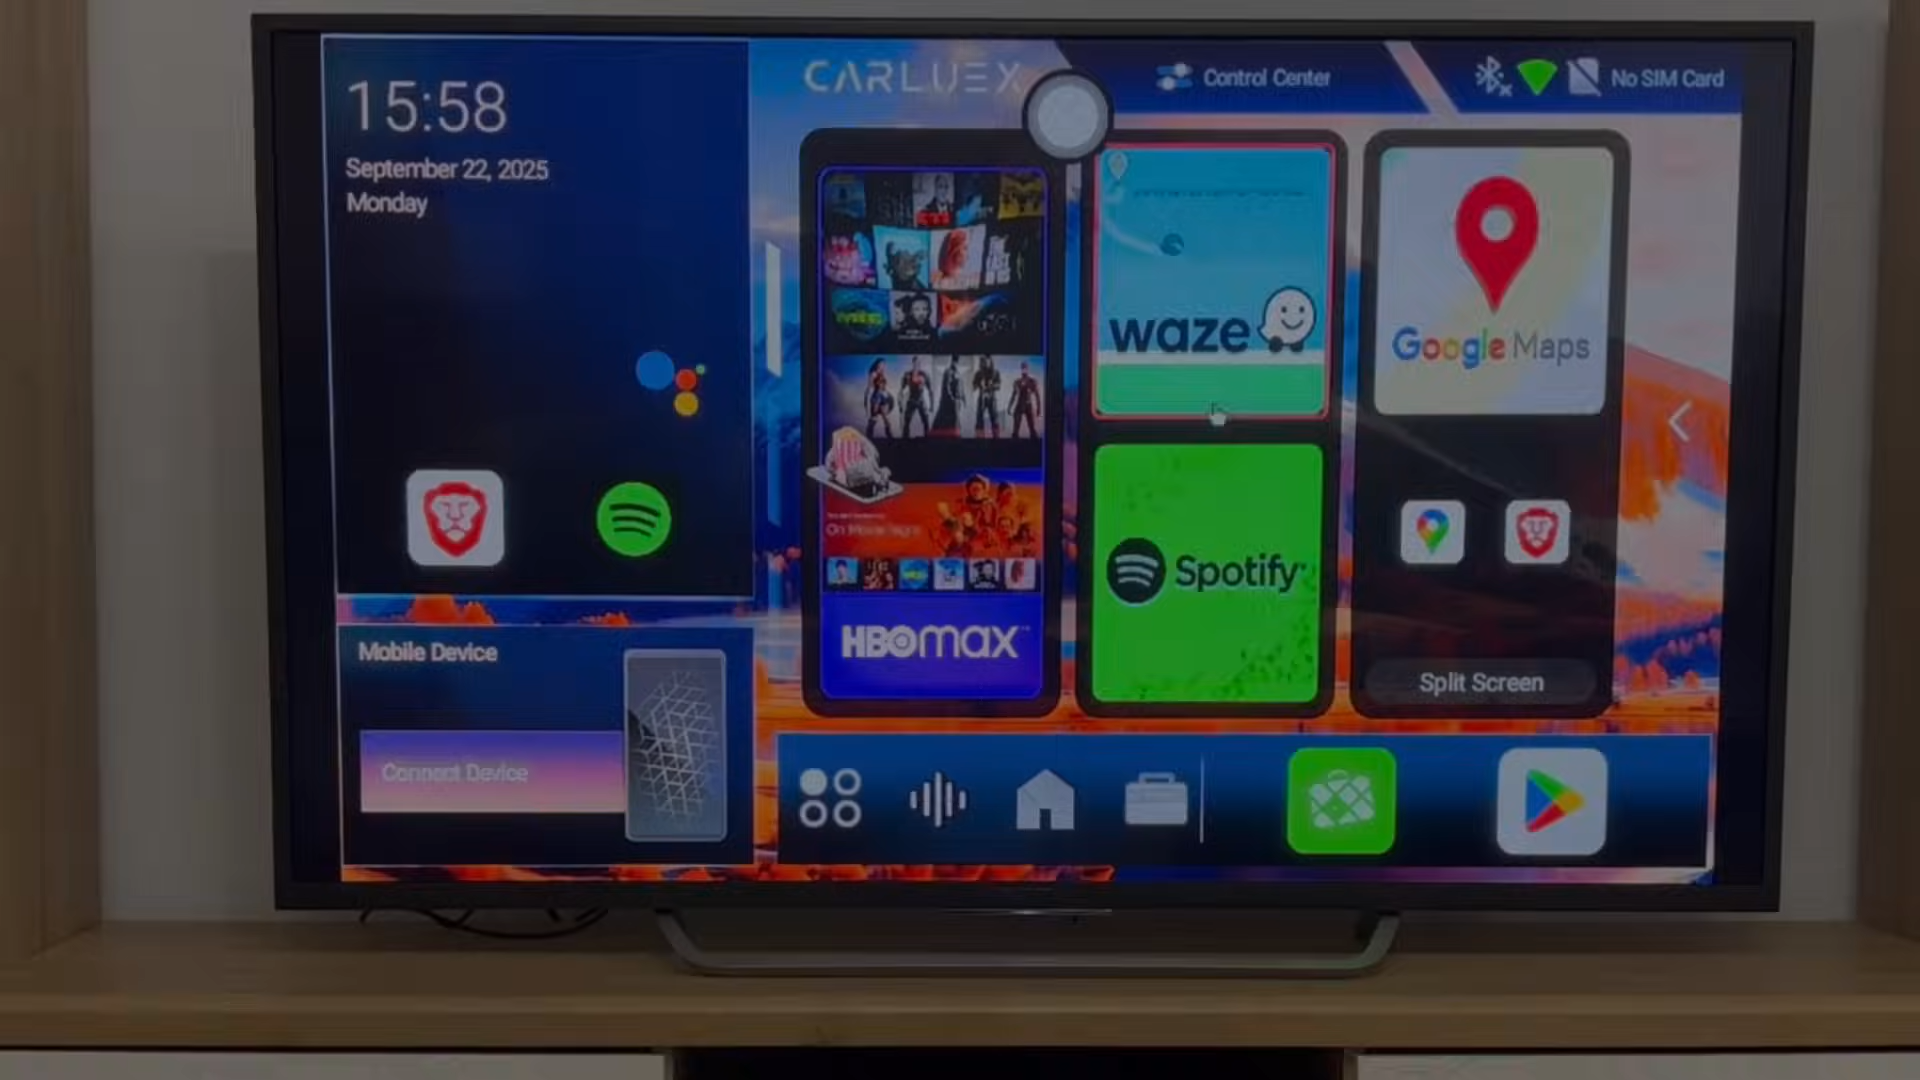 15:58
September 22, 2025
Monday
CARLUEX
Control Center
No SIM Card
waze
Google Maps
HBOmax
Spotify
Split Screen
Mobile Device
Connect Device